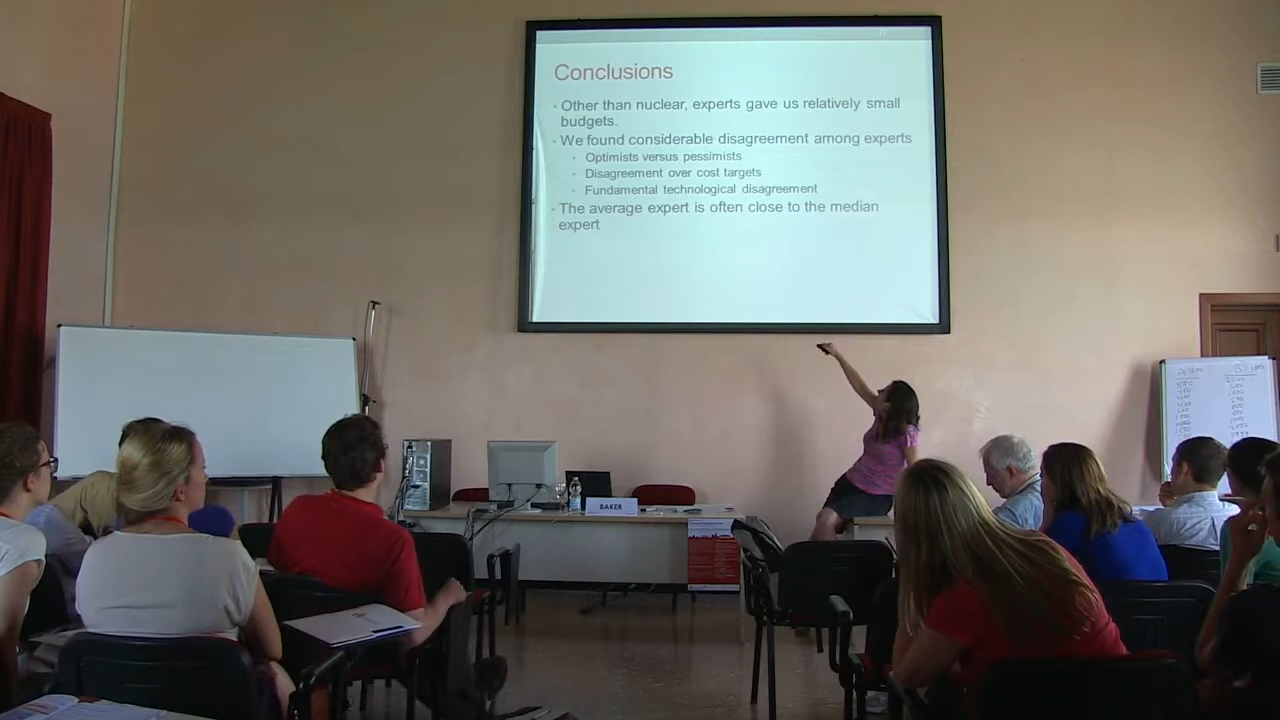 Conclusions
· Other than nuclear, experts gave us relatively small
budgets.
· We found considerable disagreement among experts
· Optimists versus pessimists
· Disagreement over cost targets
· Fundamental technological disagreement
· The average expert is often close to the median
expert
BAKER